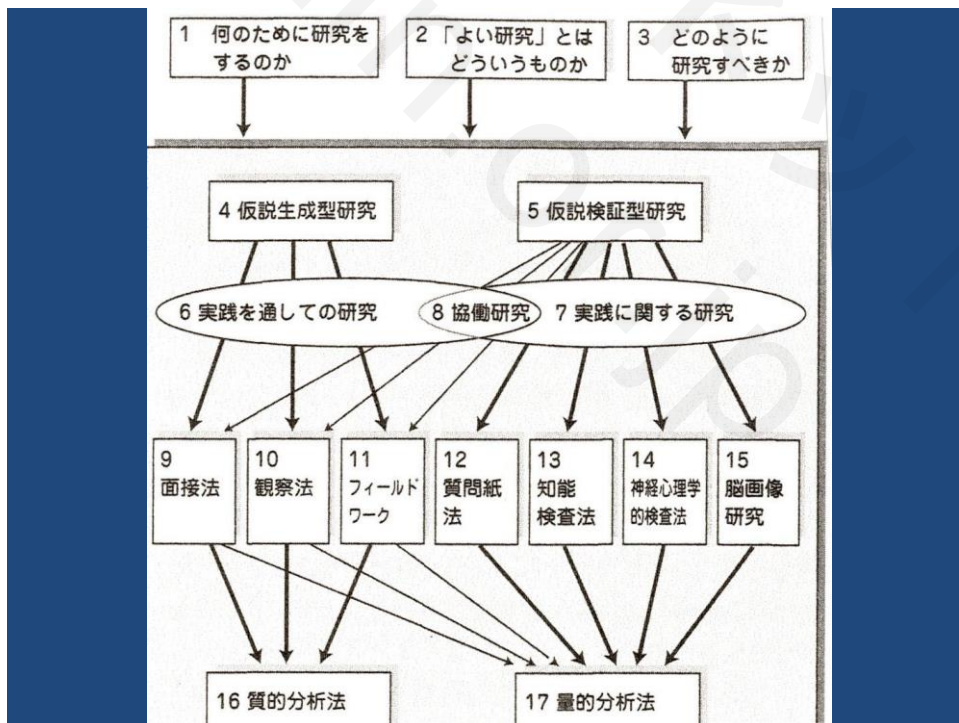 1 何のために研究を
するのか
2 「よい研究」とは
どういうものか
3 どのように
研究すべきか
4 仮説生成型研究
5 仮説検証型研究
6 実践を通しての研究
8 協働研究
7 実践に関する研究
9
面接法
10
観察法
11
フィールド
ワーク
12
質問紙
法
13
知能
検査法
14
神経心理学
的検査法
15
脳画像
研究
16 質的分析法
17 量的分析法